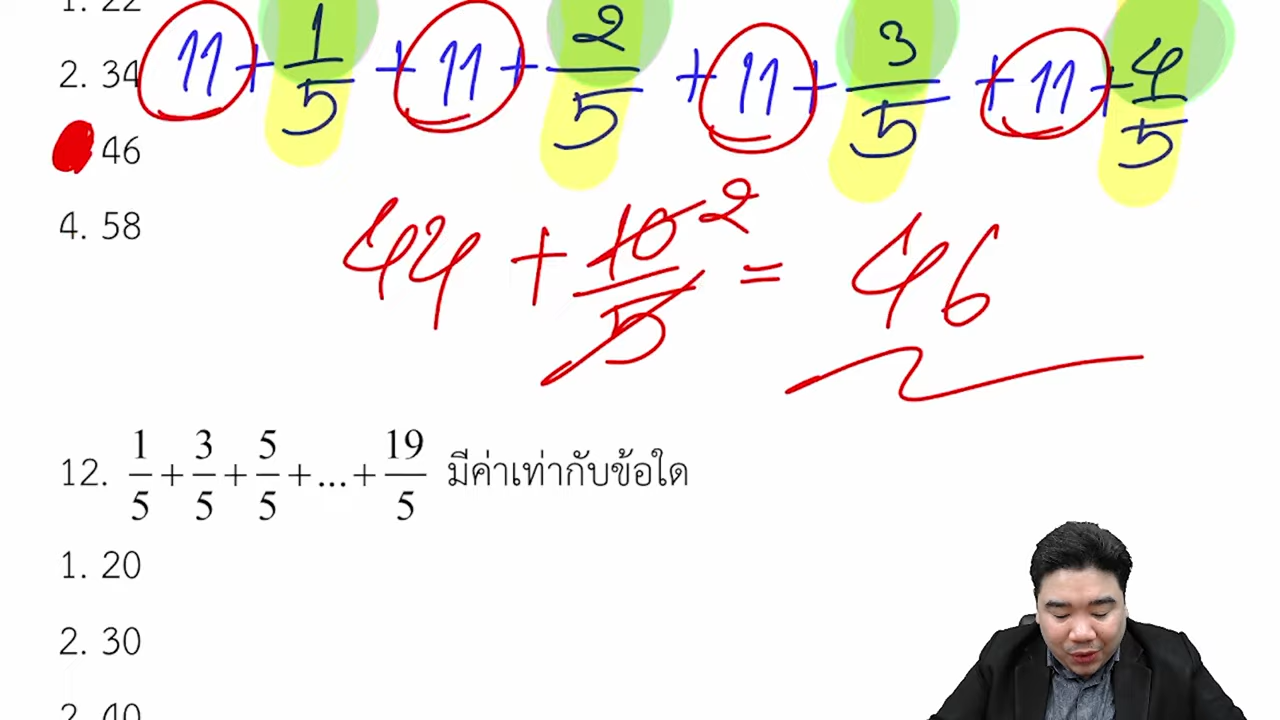 1. 22
11 + 1/5 + 11 + 2/5 + 11 + 3/5 + 11 + 4/5
2. 34
46
4. 58
44 + 10/5 2 = 46
12. 1/5 + 3/5 + 5/5 + ... + 19/5 มีค่าเท่ากับข้อใด
1. 20
2. 30
40